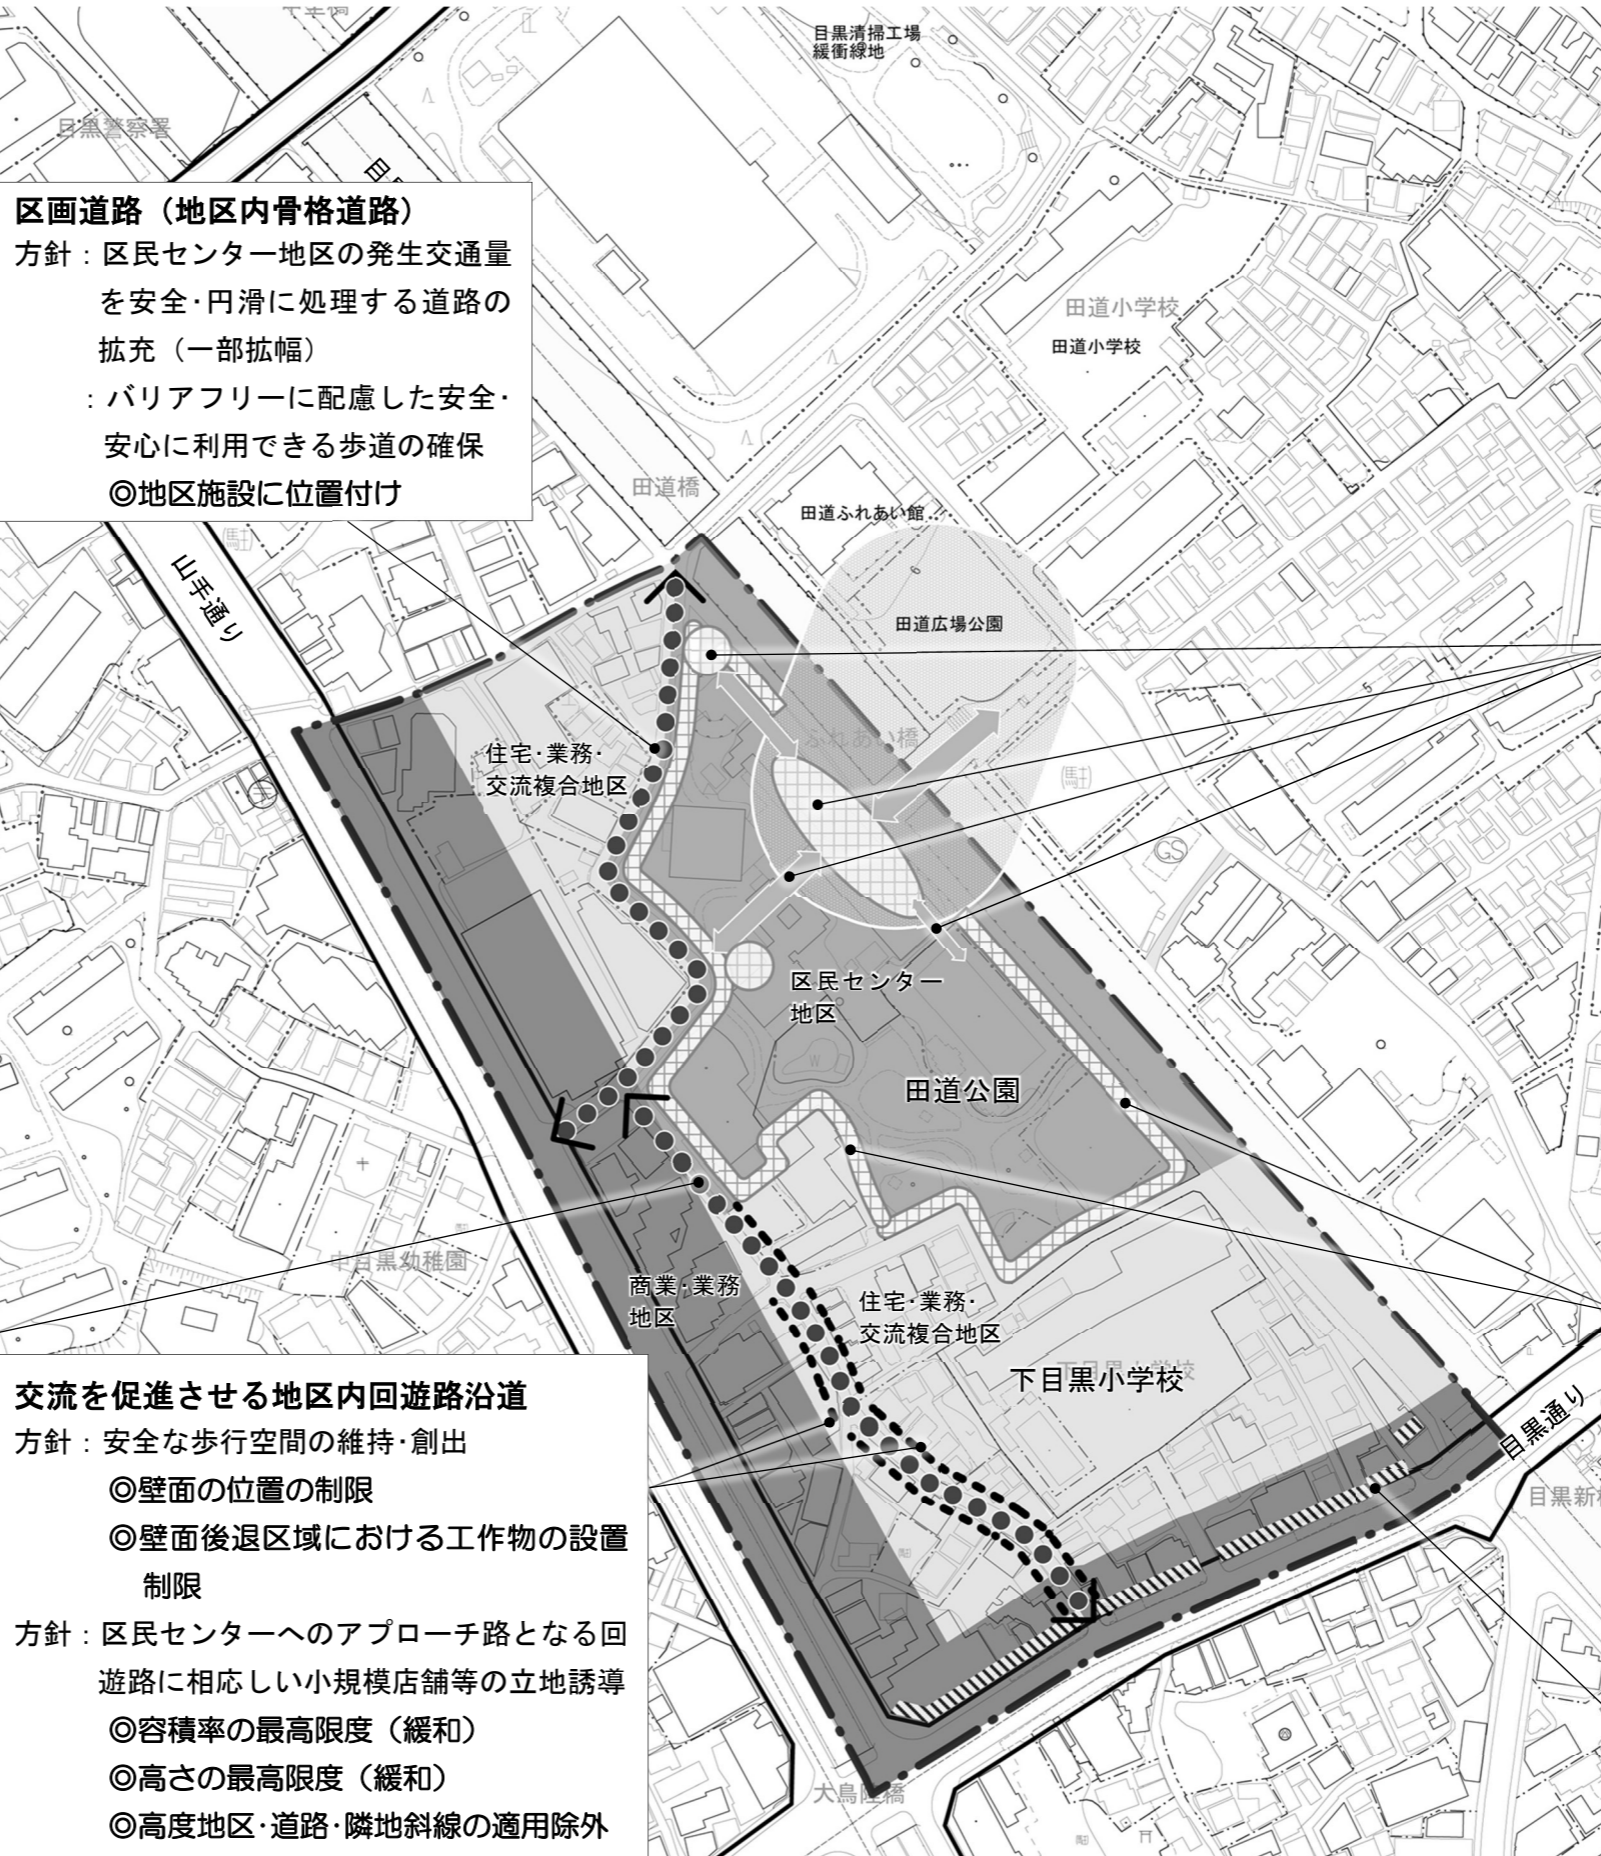 目黒清掃工場
緩衝緑地
目黒警察署
区画道路（地区内骨格道路）
方針：区民センター地区の発生交通量
を安全・円滑に処理する道路の
拡充（一部拡幅）
：バリアフリーに配慮した安全・
安心に利用できる歩道の確保
◎地区施設に位置付け
田道小学校
田道小学校
田道橋
田道ふれあい館
山手通り
田道広場公園
ふれあい橋
住宅・業務・
交流複合地区
GS
区民センター
地区
W
田道公園
中目黒幼稚園
商業・業務
地区
住宅・業務・
交流複合地区
下目黒小学校
下目黒小学校
目黒通り
交流を促進させる地区内回遊路沿道
方針：安全な歩行空間の維持・創出
◎壁面の位置の制限
◎壁面後退区域における工作物の設置
制限
方針：区民センターへのアプローチ路となる回
遊路に相応しい小規模店舗等の立地誘導
◎容積率の最高限度（緩和）
◎高さの最高限度（緩和）
◎高度地区・道路・隣地斜線の適用除外
目黒新
大鳥陸橋